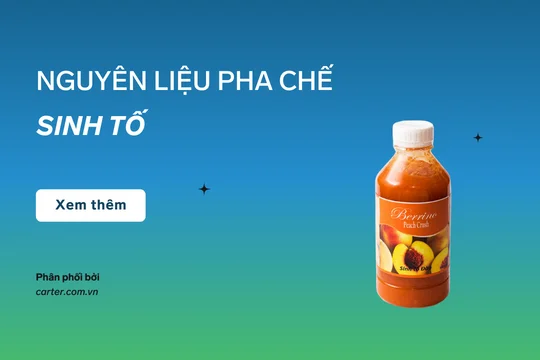 NGUYÊN LIỆU PHA CHẾ
SINH TỐ
Xem thêm
Phân phối bởi
carter.com.vn
Berrino
Peach Crush